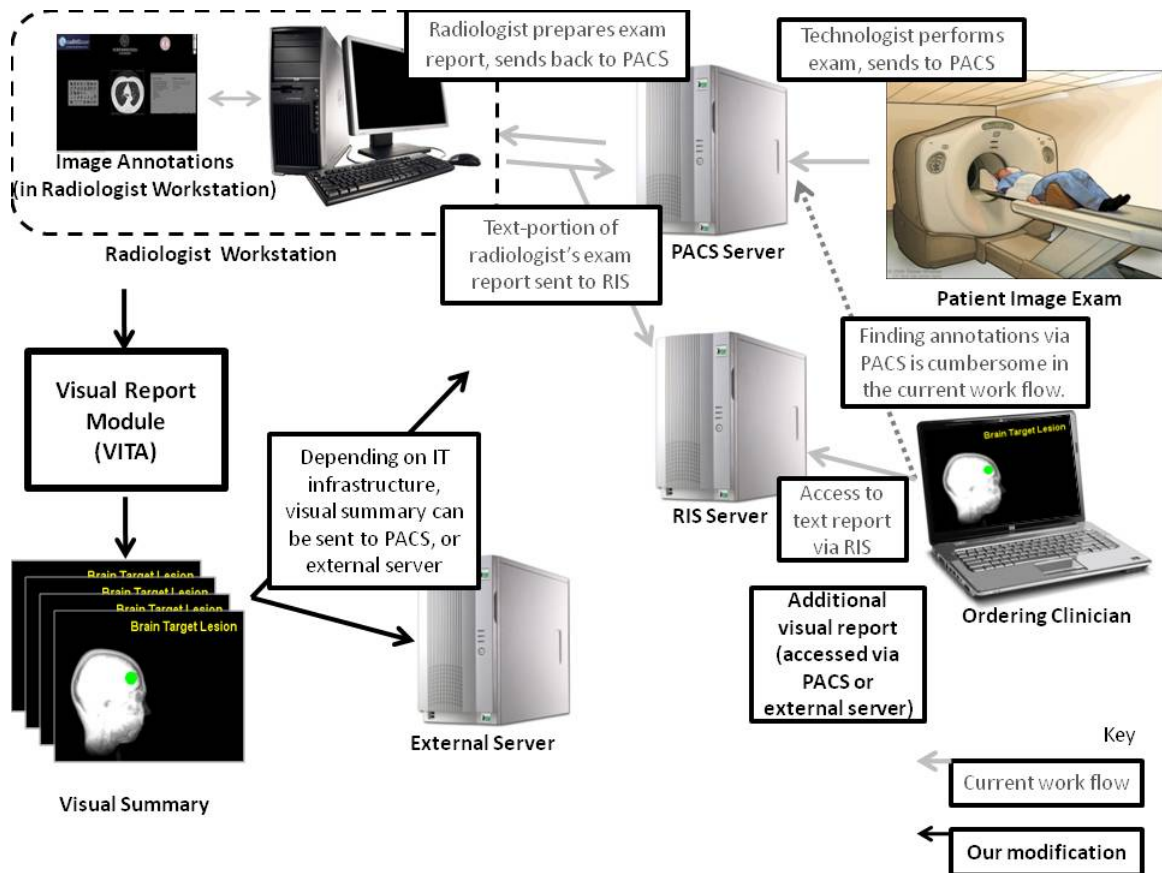 Radiologist prepares exam
report, sends back to PACS
Technologist performs
exam, sends to PACS
Image Annotations
(in Radiologist Workstation)
Radiologist Workstation
Text-portion of
radiologist's exam
report sent to RIS
PACS Server
Patient Image Exam
Finding annotations via
PACS is cumbersome in
the current work flow.
Visual Report
Module
(VITA)
Depending on IT
infrastructure,
visual summary can
be sent to PACS, or
external server
RIS Server
Access to
text report
via RIS
Brain Target Lesion
Ordering Clinician
Additional
visual report
(accessed via
PACS or
external server)
Brain Target Lesion
Brain Target Lesion
Brain Target Lesion
Brain Target Lesion
External Server
Visual Summary
Key
Current work flow
Our modification